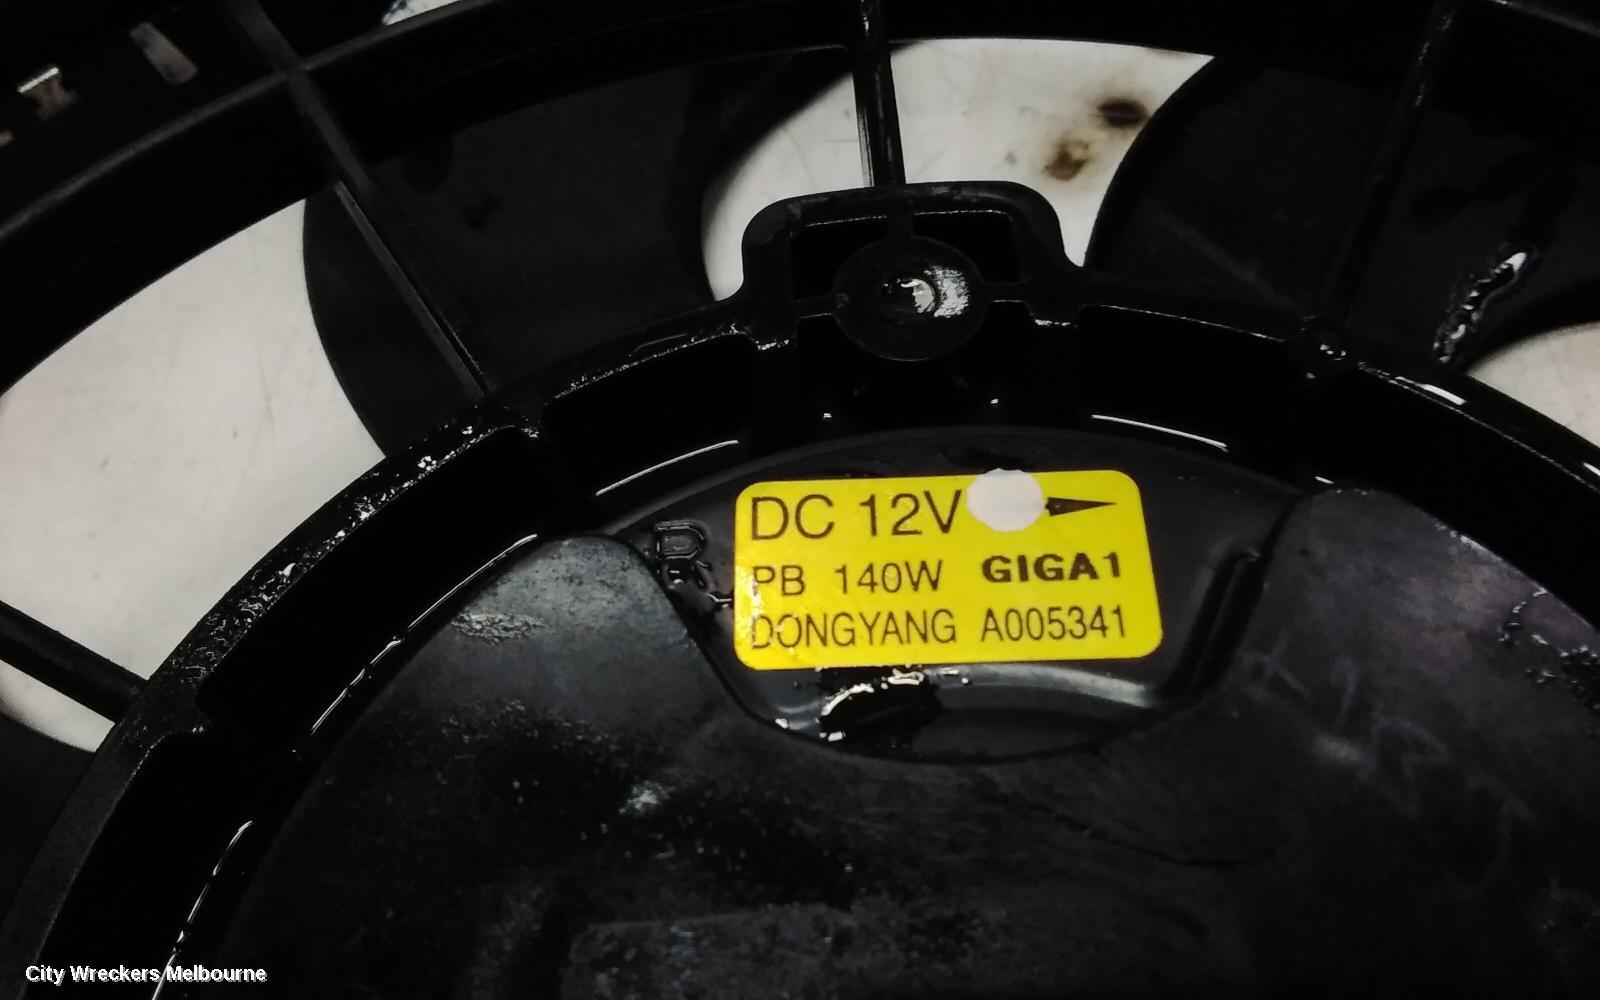 DC 12V
PB 140W GIGA1
DONGYANG A005341
R
City Wreckers Melbourne